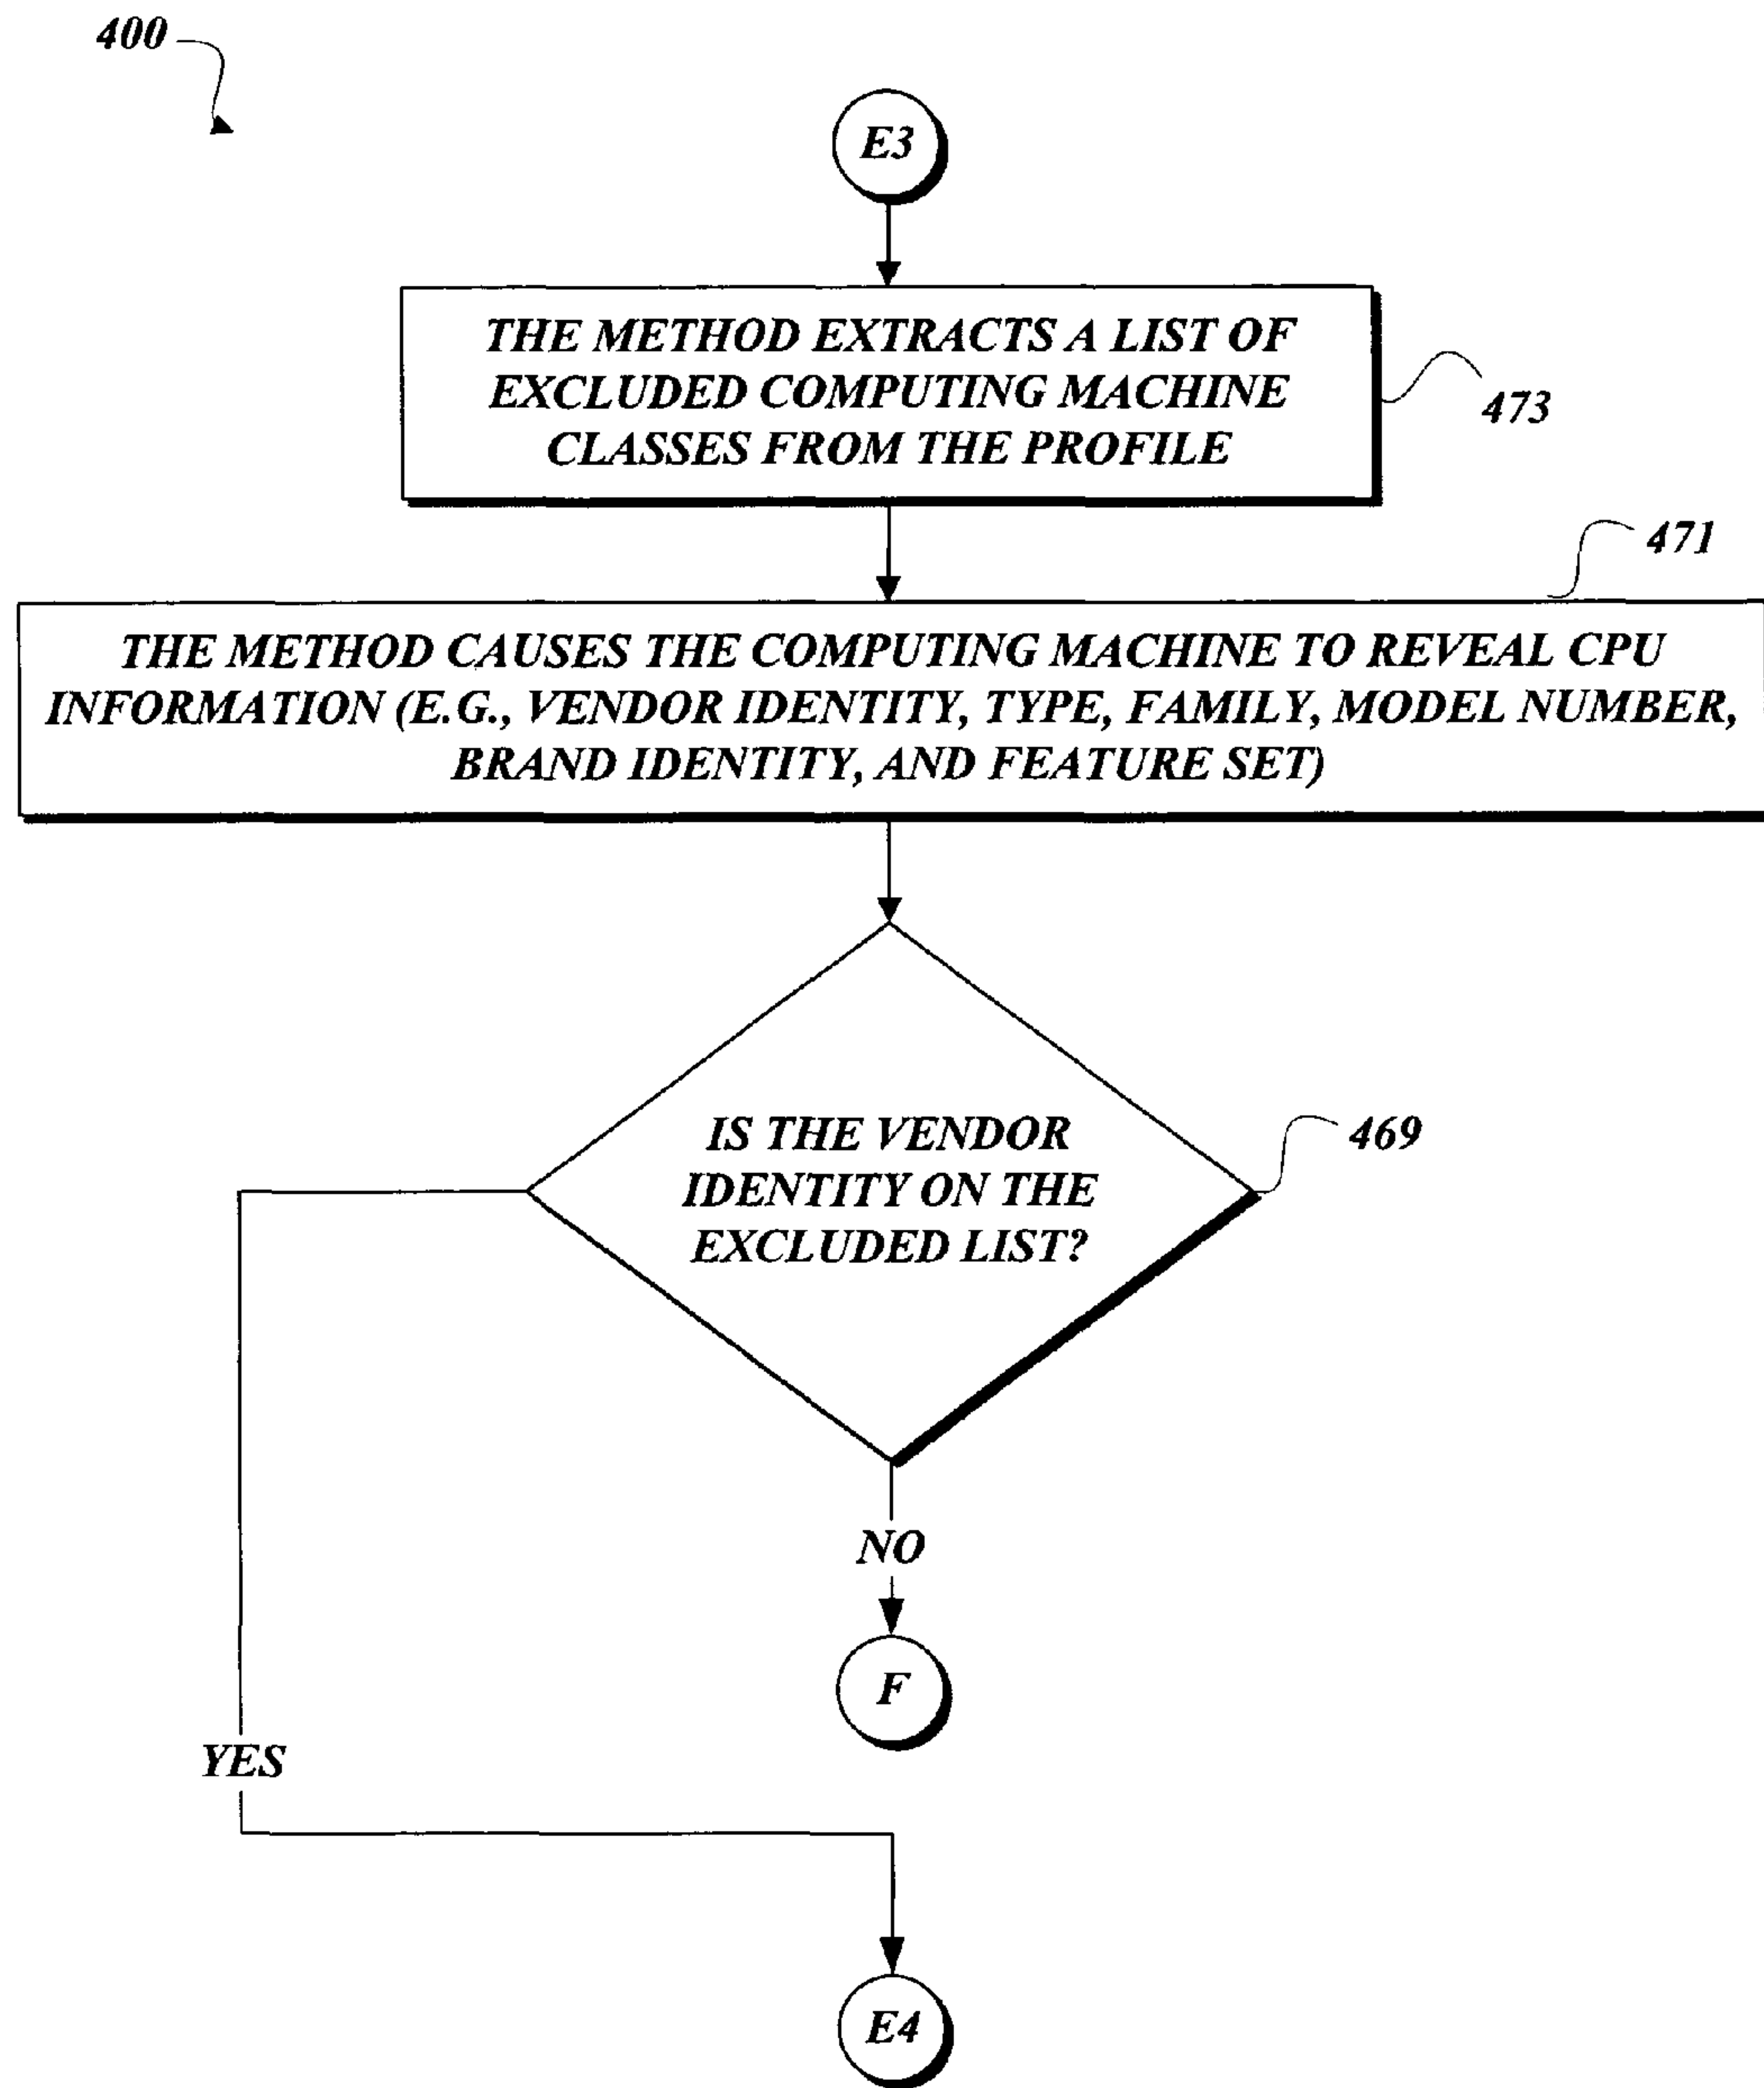 400
E3
THE METHOD EXTRACTS A LIST OF
EXCLUDED COMPUTING MACHINE
CLASSES FROM THE PROFILE
473
471
THE METHOD CAUSES THE COMPUTING MACHINE TO REVEAL CPU
INFORMATION (E.G., VENDOR IDENTITY, TYPE, FAMILY, MODEL NUMBER,
BRAND IDENTITY, AND FEATURE SET)
IS THE VENDOR
IDENTITY ON THE
EXCLUDED LIST?
469
NO
F
YES
E4